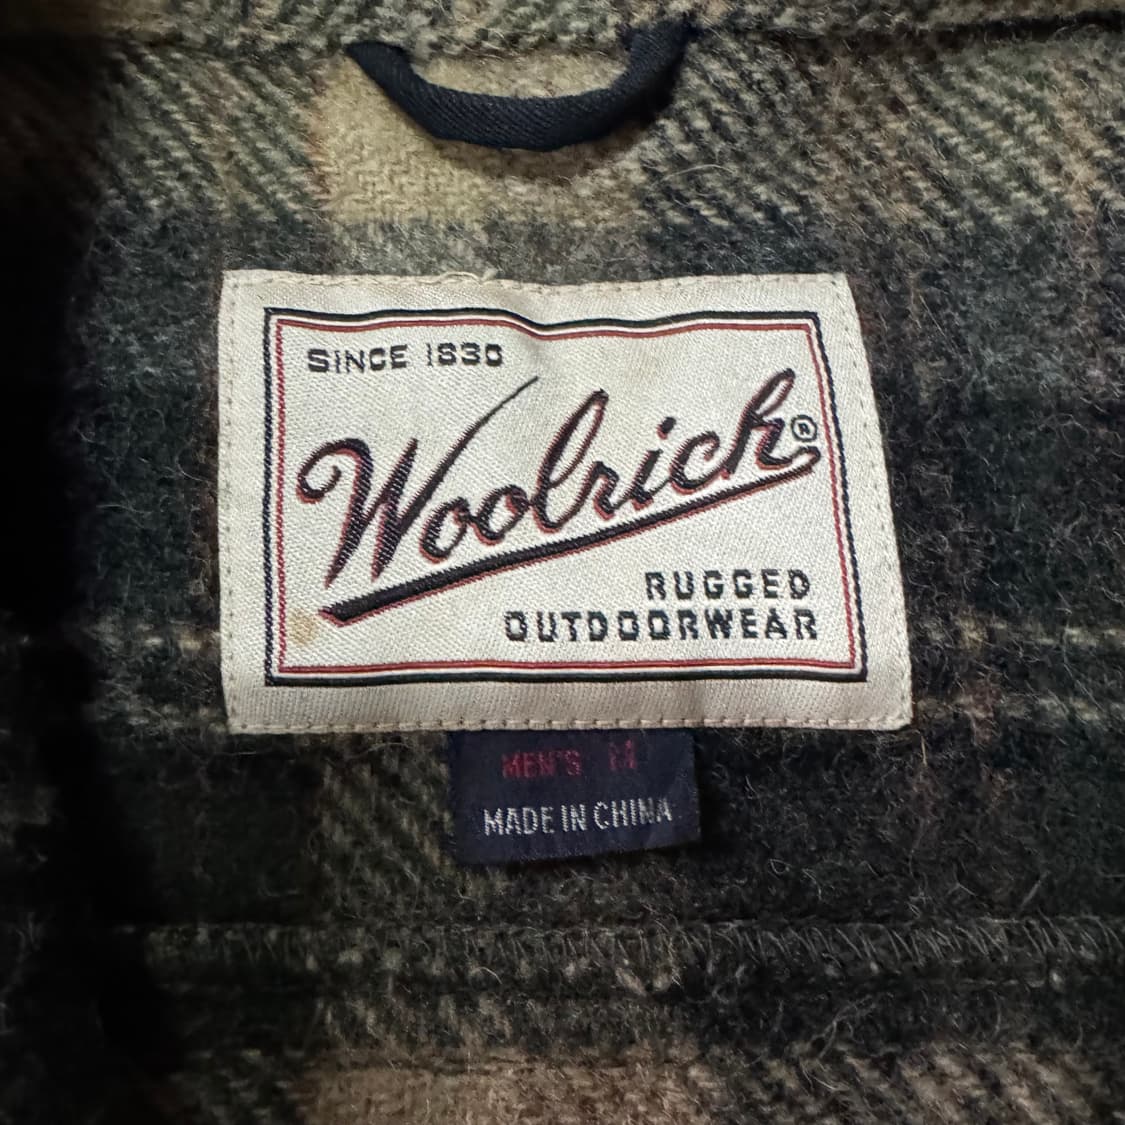 SINCE 1830
Woolrich®
RUGGED
OUTDOORWEAR
MEN'S M
MADE IN CHINA